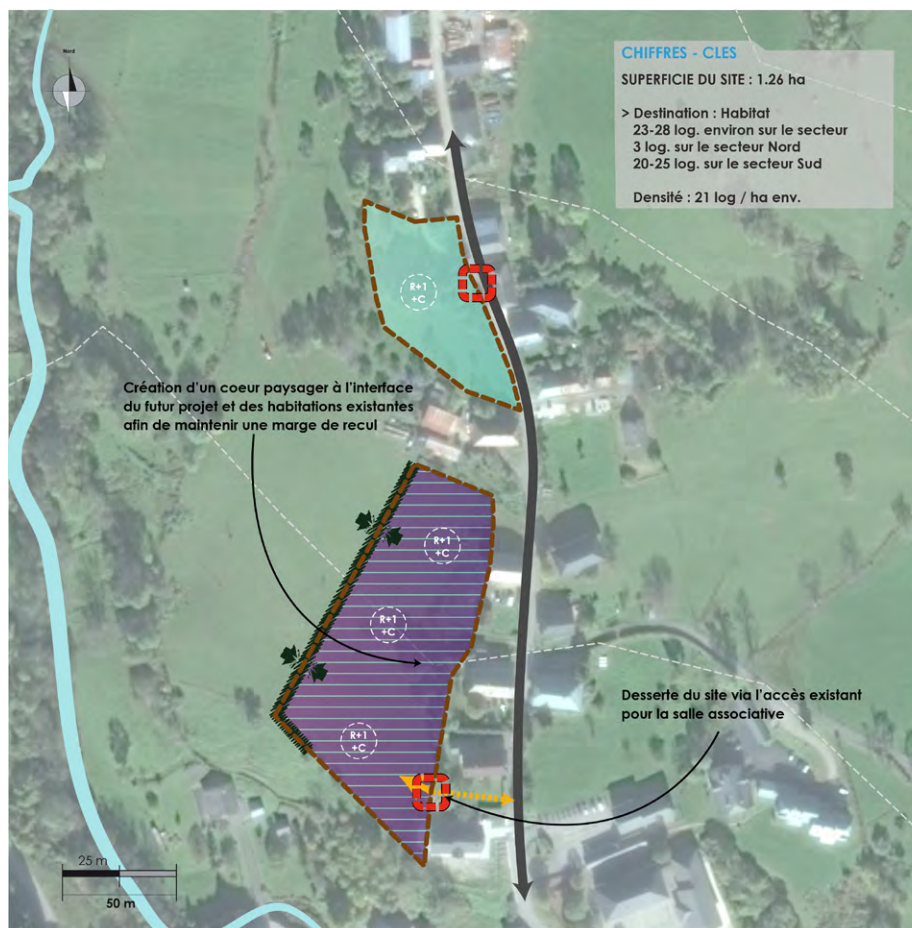 Nord
CHIFFRES - CLES
SUPERFICIE DU SITE : 1.26 ha
> Destination : Habitat
23-28 log. environ sur le secteur
3 log. sur le secteur Nord
20-25 log. sur le secteur Sud
Densité : 21 log / ha env.
R+1
+C
Création d'un coeur paysager à l'interface
du futur projet et des habitations existantes
afin de maintenir une marge de recul
R+1
+C
R+1
+C
Desserte du site via l'accès existant
pour la salle associative
R+1
+C
25 m
50 m